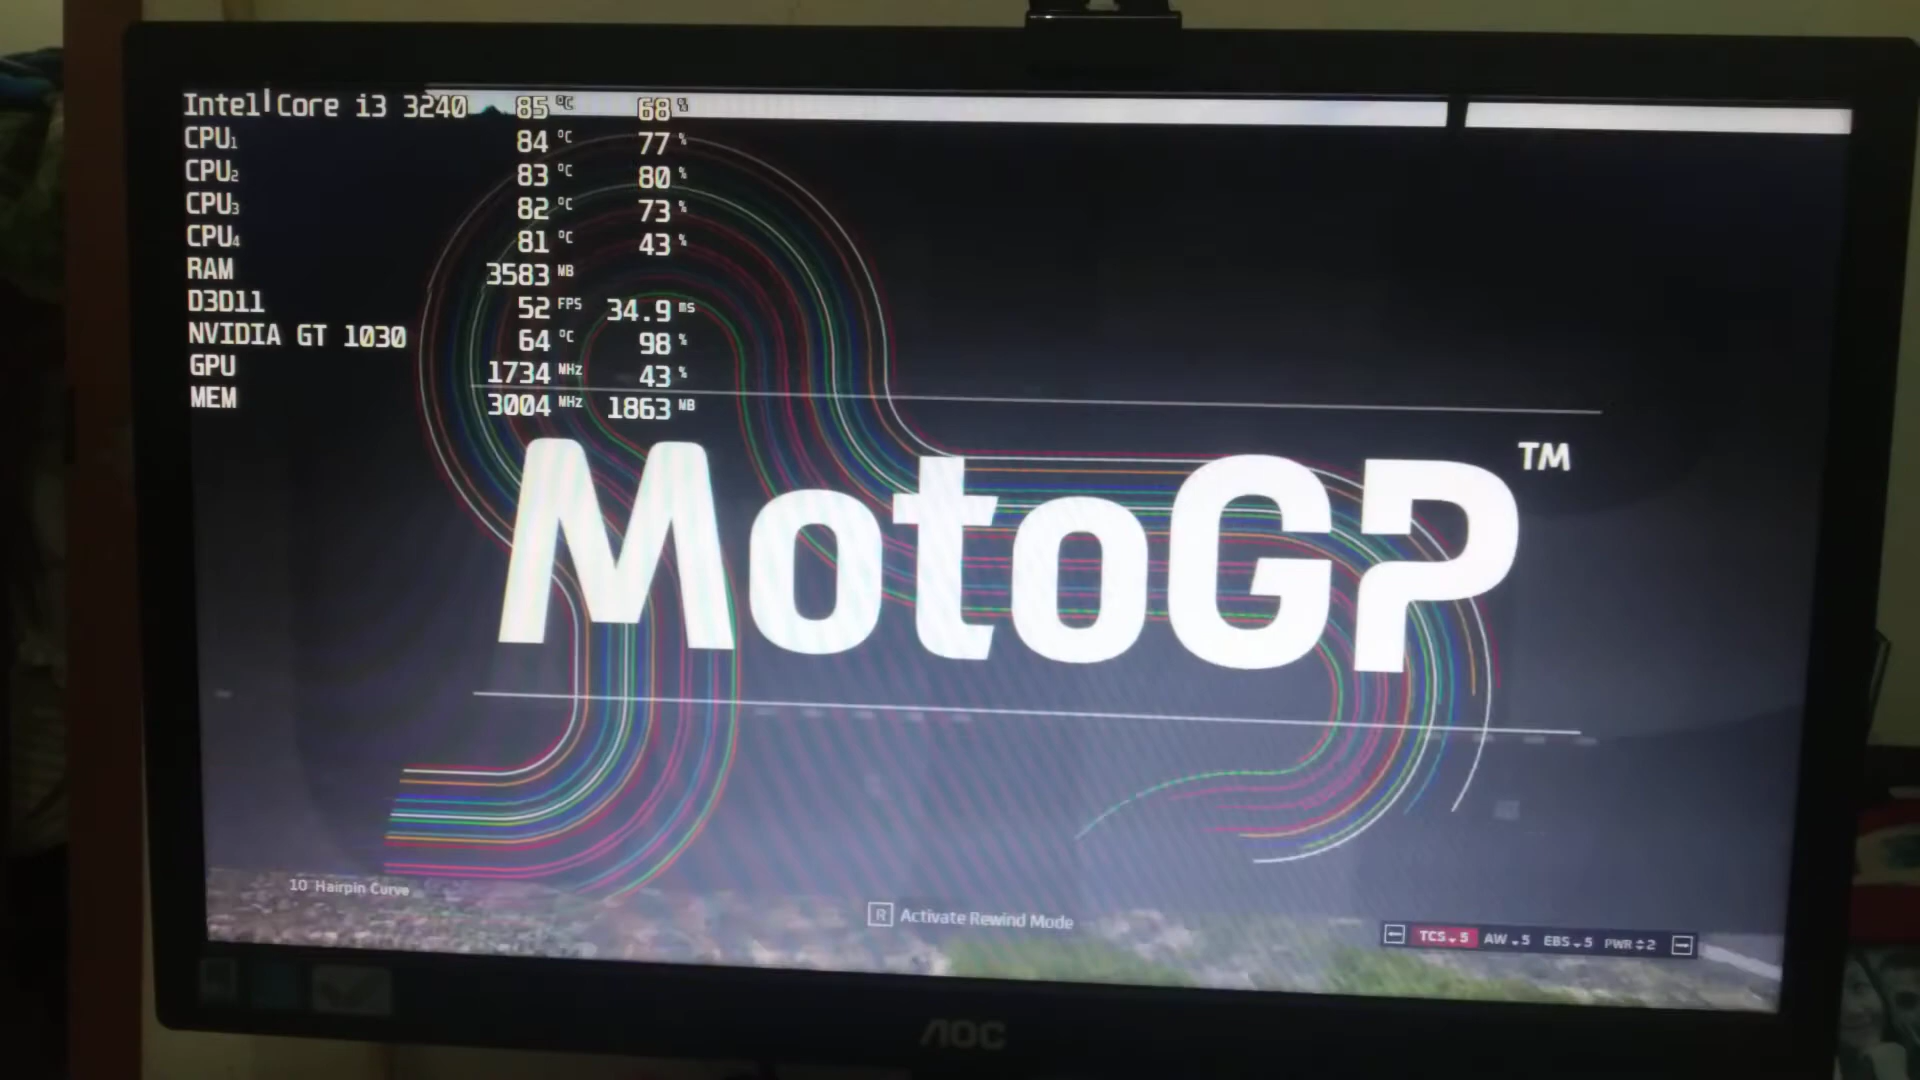 Intel Core i3 3240 85 °C 68 %
CPU1 84 °C 77 %
CPU2 83 °C 80 %
CPU3 82 °C 73 %
CPU4 81 °C 43 %
RAM 3583 MB
D3D11 52 FPS 34.9 ms
NVIDIA GT 1030 64 °C 98 %
GPU 1734 MHz 43 %
MEM 3004 MHz 1863 MB
MotoGP™
10 Hairpin Curve
R Activate Rewind Mode
TCS 5 AW 5 EBS 5 PWR 2
AOC